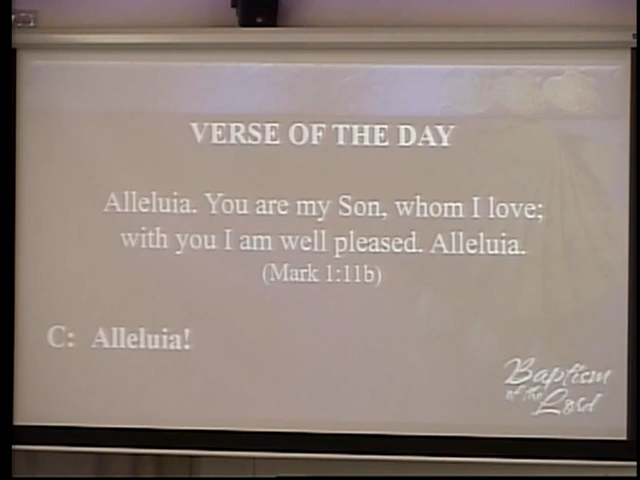 VERSE OF THE DAY
Alleluia. You are my Son, whom I love;
with you I am well pleased. Alleluia.
(Mark 1:11b)
C: Alleluia!
Baptism
of the
Lord